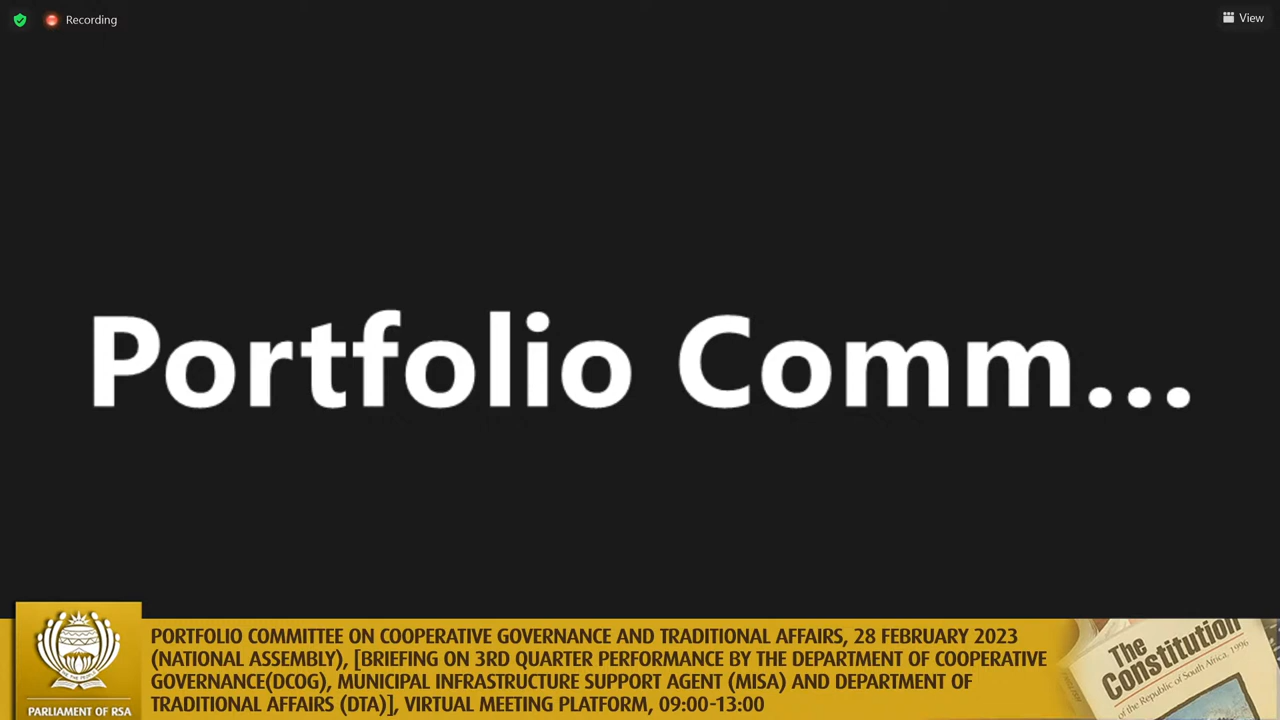 Recording
View
Portfolio Comm...
PORTFOLIO COMMITTEE ON COOPERATIVE GOVERNANCE AND TRADITIONAL AFFAIRS, 28 FEBRUARY 2023
(NATIONAL ASSEMBLY), [BRIEFING ON 3RD QUARTER PERFORMANCE BY THE DEPARTMENT OF COOPERATIVE
GOVERNANCE(DCOG), MUNICIPAL INFRASTRUCTURE SUPPORT AGENT (MISA) AND DEPARTMENT OF
TRADITIONAL AFFAIRS (DTA)], VIRTUAL MEETING PLATFORM, 09:00-13:00
PARLIAMENT OF RSA
The
Constitution
of the Republic of South Africa, 1996